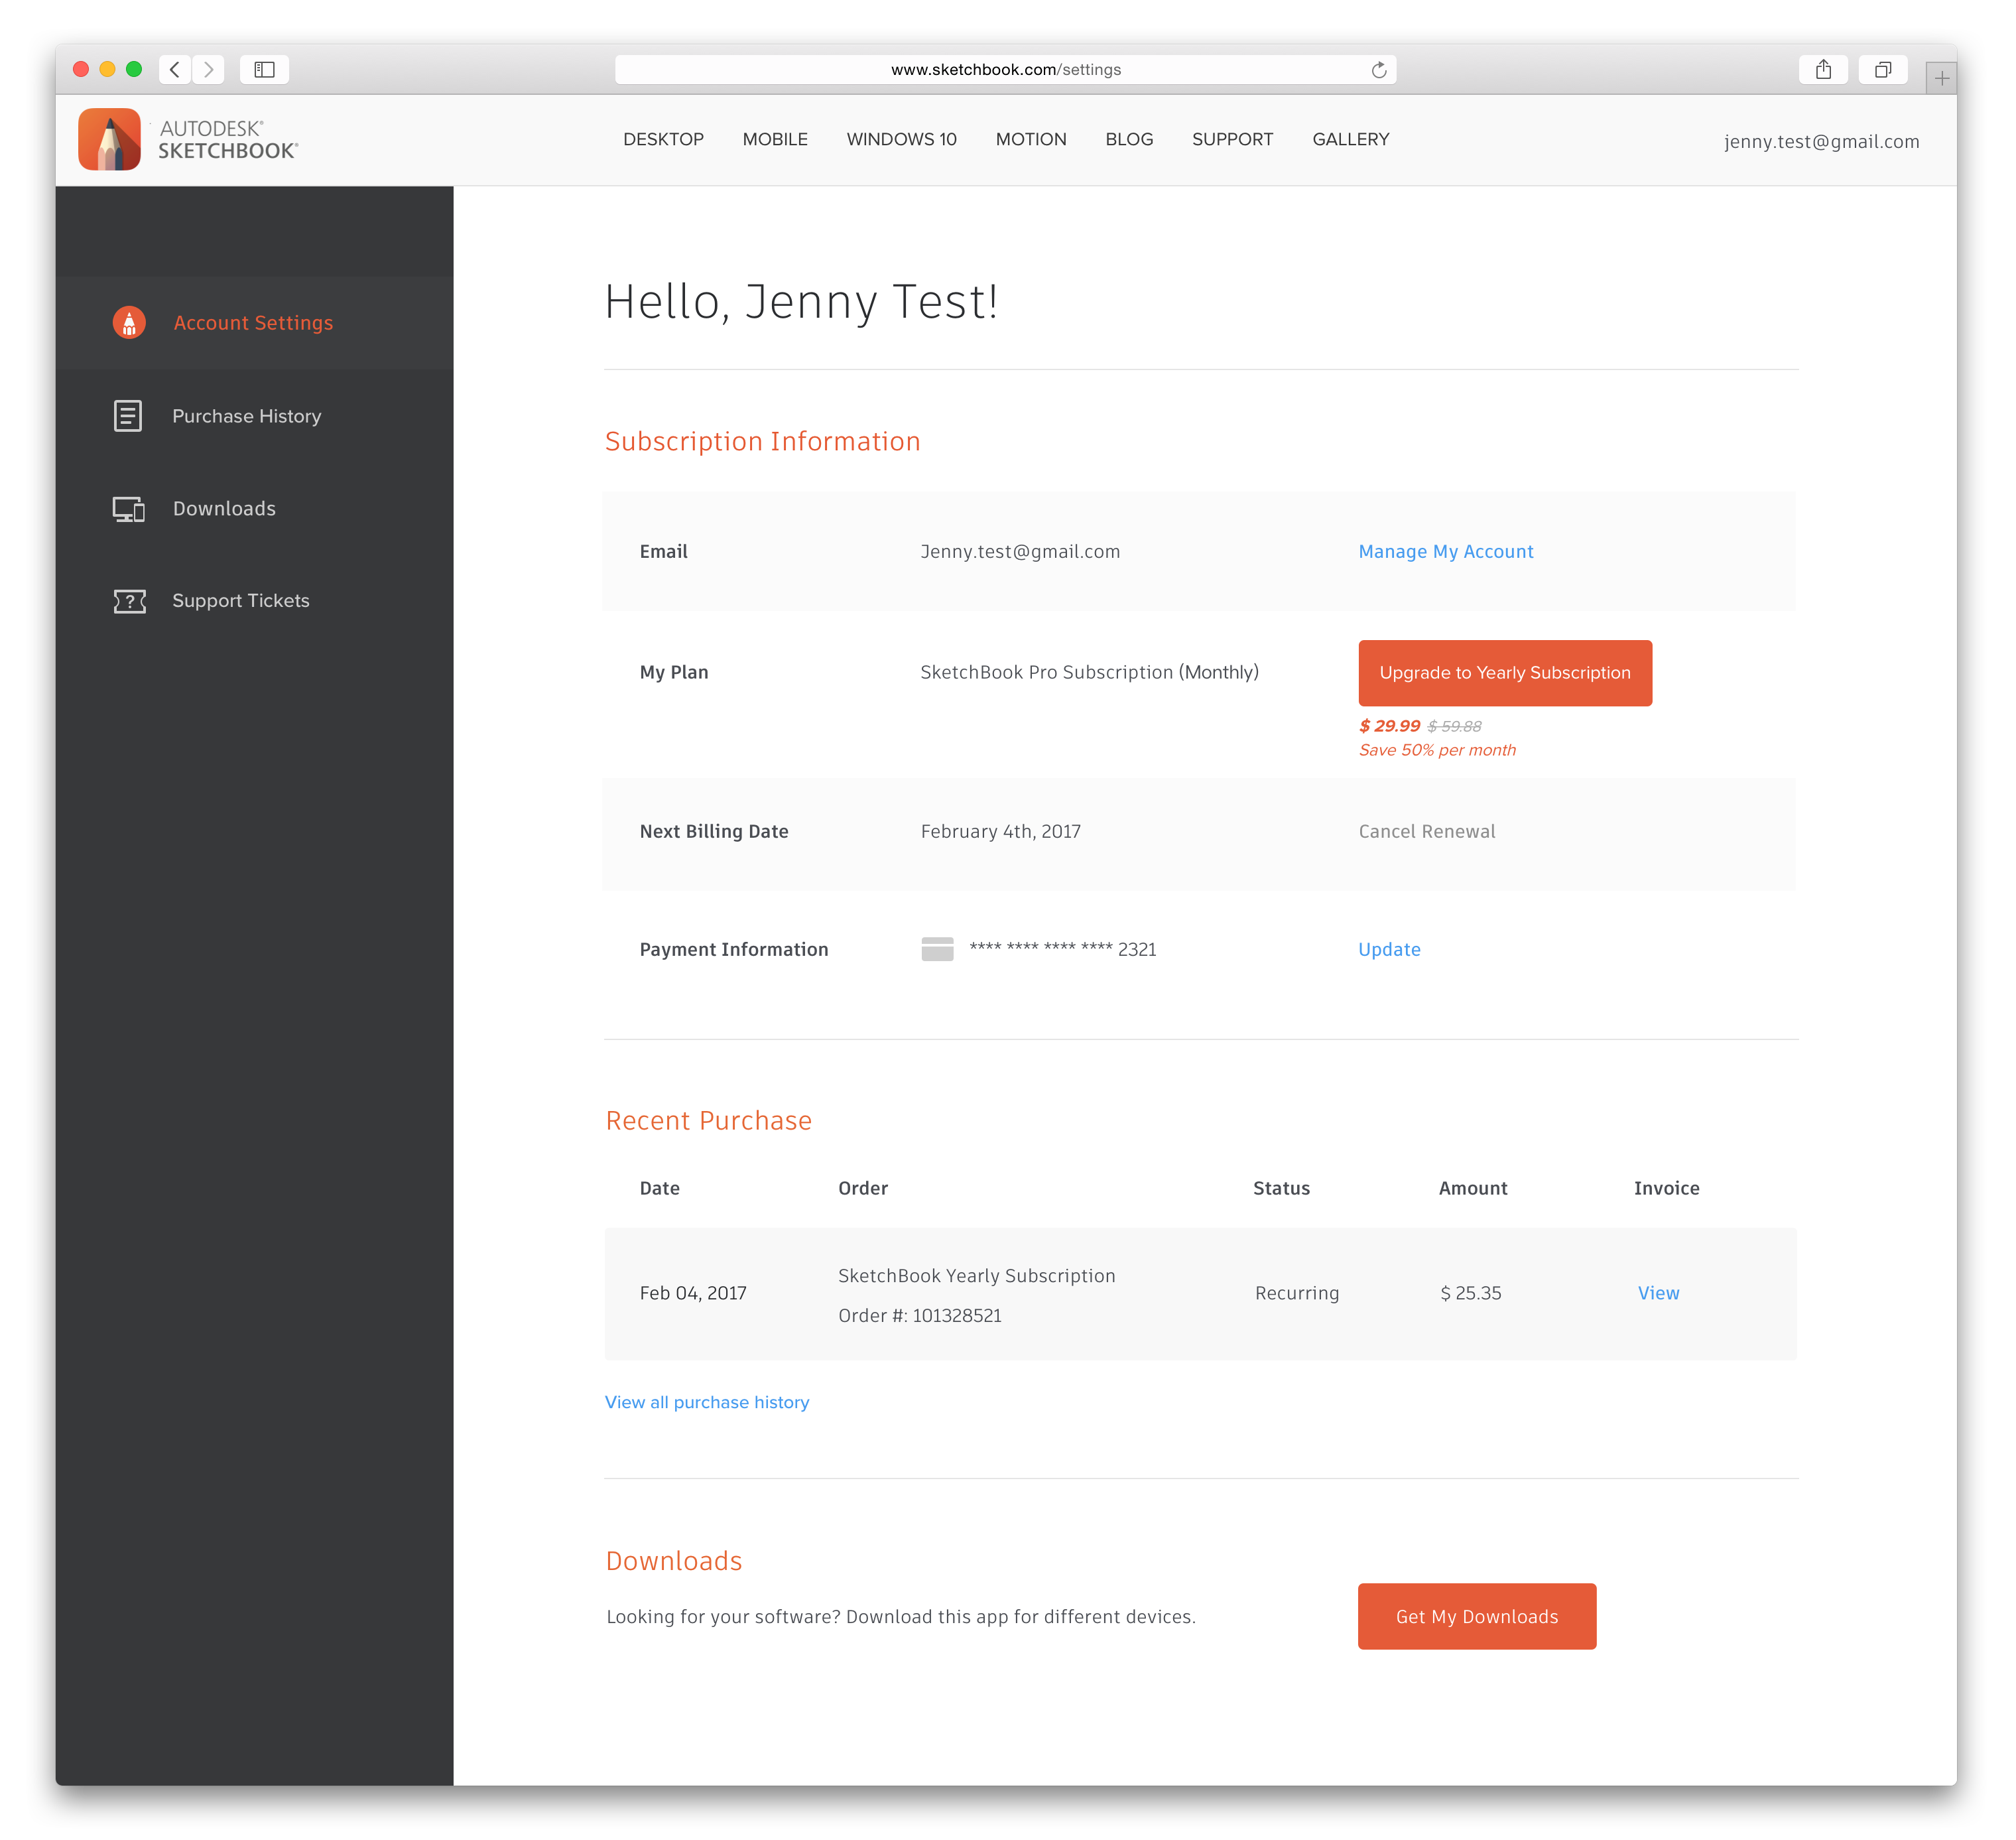 www.sketchbook.com/settings
AUTODESK®
SKETCHBOOK®
DESKTOP MOBILE WINDOWS 10 MOTION BLOG SUPPORT GALLERY
jenny.test@gmail.com
Account Settings
Purchase History
Downloads
Support Tickets
Hello, Jenny Test!
Subscription Information
Email Jenny.test@gmail.com Manage My Account
My Plan SketchBook Pro Subscription (Monthly) Upgrade to Yearly Subscription
$ 29.99 $ 59.88
Save 50% per month
Next Billing Date February 4th, 2017 Cancel Renewal
Payment Information **** **** **** **** 2321 Update
Recent Purchase
Date Order Status Amount Invoice
SketchBook Yearly Subscription
Feb 04, 2017 Recurring $ 25.35 View
Order #: 101328521
View all purchase history
Downloads
Looking for your software? Download this app for different devices. Get My Downloads